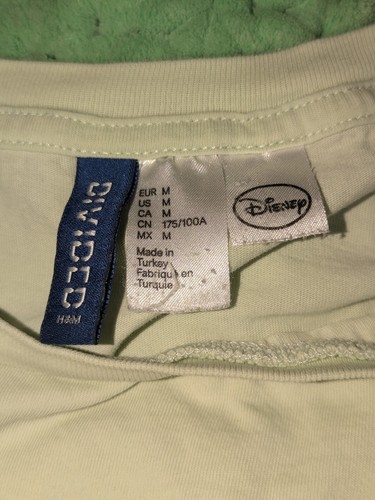 DIVIDED
H&M
EUR M
US M
CA M
CN 175/100A
MX M
Made in
Turkey
Fabriqué en
Turquie
Disney